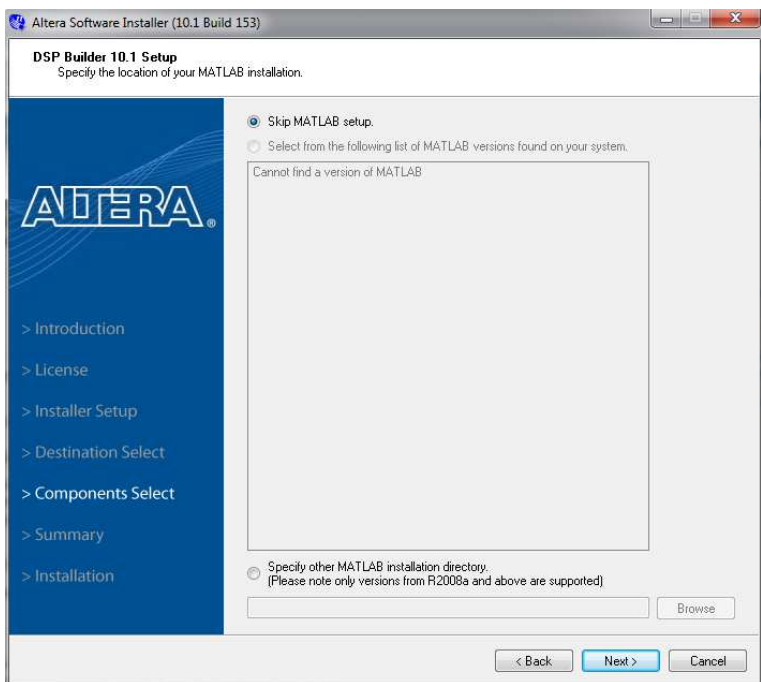 Altera Software Installer (10.1 Build 153)
DSP Builder 10.1 Setup
Specify the location of your MATLAB installation.
Skip MATLAB setup.
Select from the following list of MATLAB versions found on your system.
Cannot find a version of MATLAB
ALTERA®
> Introduction
> License
> Installer Setup
> Destination Select
> Components Select
> Summary
> Installation
Specify other MATLAB installation directory.
(Please note only versions from R2008a and above are supported)
Browse
< Back
Next >
Cancel